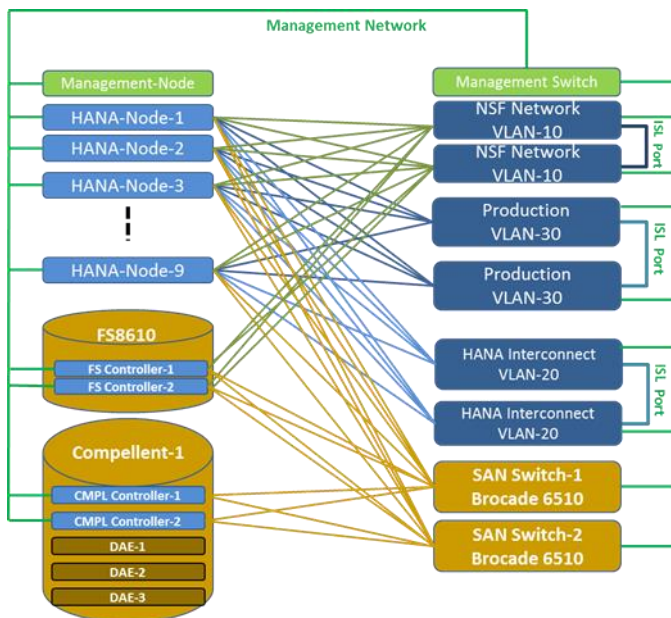 Management Network
Management-Node
HANA-Node-1
HANA-Node-2
HANA-Node-3
HANA-Node-9
FS8610
FS Controller-1
FS Controller-2
Compellent-1
CMPL Controller-1
CMPL Controller-2
DAE-1
DAE-2
DAE-3
Management Switch
NSF Network
VLAN-10
NSF Network
VLAN-10
ISL Port
Production
VLAN-30
Production
VLAN-30
ISL Port
HANA Interconnect
VLAN-20
HANA Interconnect
VLAN-20
ISL Port
SAN Switch-1
Brocade 6510
SAN Switch-2
Brocade 6510